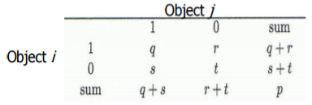 Object j
1 0 sum
1 q r q+r
Object i
0 s t s+t
sum q+s r+t p